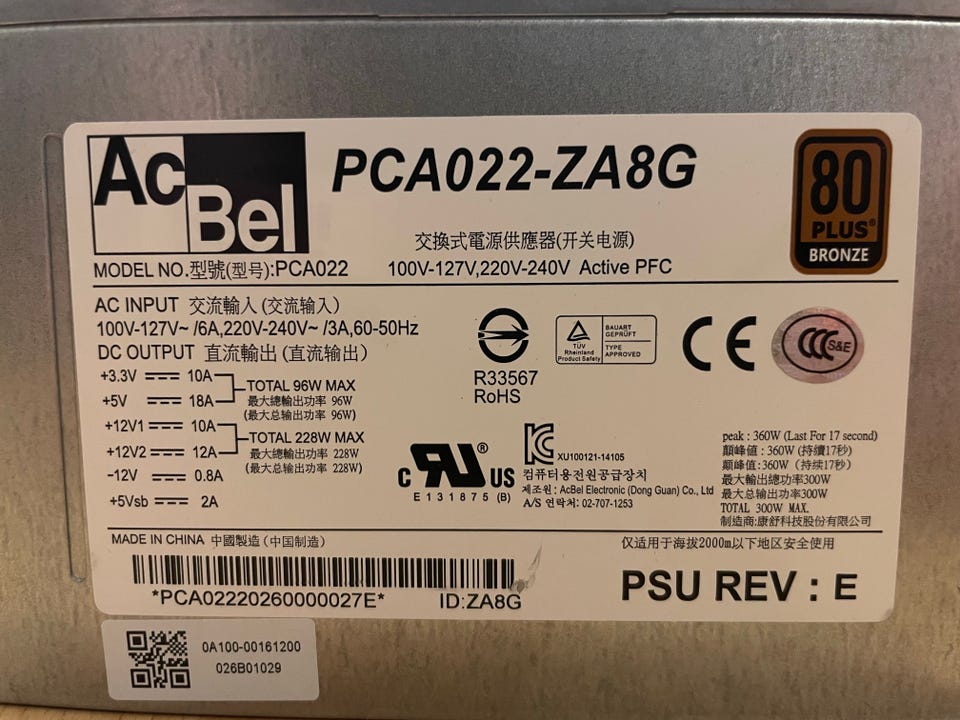 AcBel
PCA022-ZA8G
80
PLUS®
BRONZE
交換式電源供應器(开关电源)
MODEL NO.型號(型号):PCA022
100V-127V,220V-240V Active PFC
AC INPUT 交流輸入 (交流输入)
100V-127V~ /6A,220V-240V~ /3A,60-50Hz
DC OUTPUT 直流輸出 (直流输出)
+3.3V 10A
+5V 18A
TOTAL 96W MAX
最大總輸出功率 96W
(最大总输出功率 96W)
+12V1 10A
+12V2 12A
TOTAL 228W MAX
最大總輸出功率 228W
(最大总输出功率 228W)
-12V 0.8A
+5Vsb 2A
R33567
RoHS
TÜV
Rheinland
Product Safety
BAUART
GEPRÜFT
TYPE
APPROVED
CE
CCC S&E
c RU® US
E131875 (B)
KC
XU100121-14105
컴퓨터용전원공급장치
제조원 : AcBel Electronic (Dong Guan) Co., Ltd
A/S 연락처: 02-707-1253
peak : 360W (Last For 17 second)
顛峰值 : 360W (持續17秒)
颠峰值 : 360W (持续17秒)
最大輸出總功率300W
最大输出总功率300W
TOTAL 300W MAX.
制造商:康舒科技股份有限公司
MADE IN CHINA 中國製造 (中国制造)
仅适用于海拔2000m以下地区安全使用
*PCA02220260000027E* ID:ZA8G
PSU REV : E
0A100-00161200
026B01029